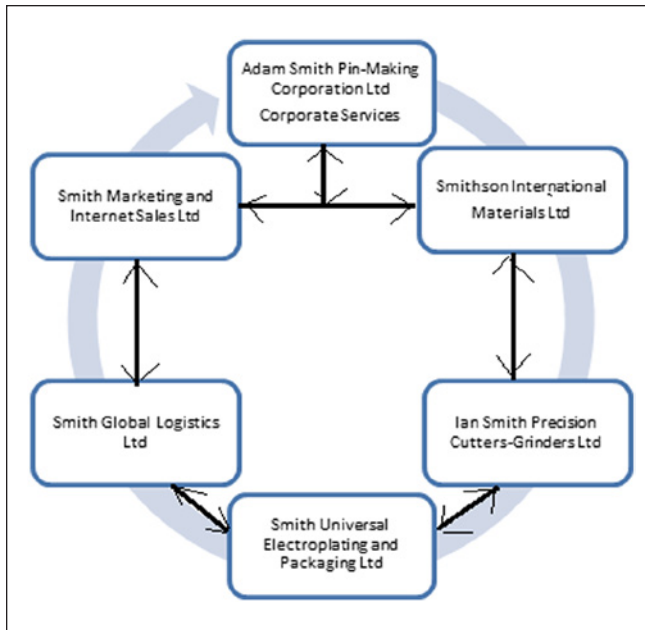 Adam Smith Pin-Making
Corporation Ltd
Corporate Services
Smith Marketing and
Internet Sales Ltd
Smithson International
Materials Ltd
Smith Global Logistics
Ltd
Ian Smith Precision
Cutters-Grinders Ltd
Smith Universal
Electroplating and
Packaging Ltd